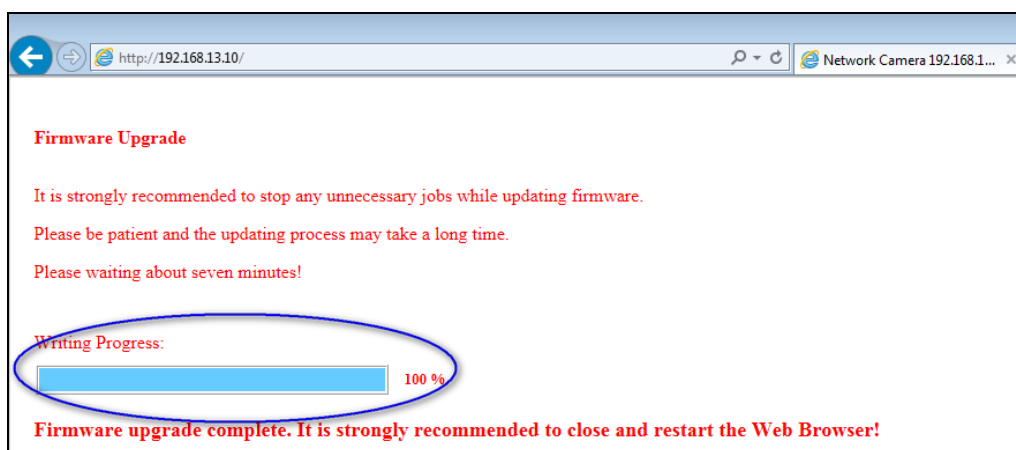 http://192.168.13.10/
Network Camera 192.168.1...
Firmware Upgrade
It is strongly recommended to stop any unnecessary jobs while updating firmware.
Please be patient and the updating process may take a long time.
Please waiting about seven minutes!
Writing Progress:
100 %
Firmware upgrade complete. It is strongly recommended to close and restart the Web Browser!